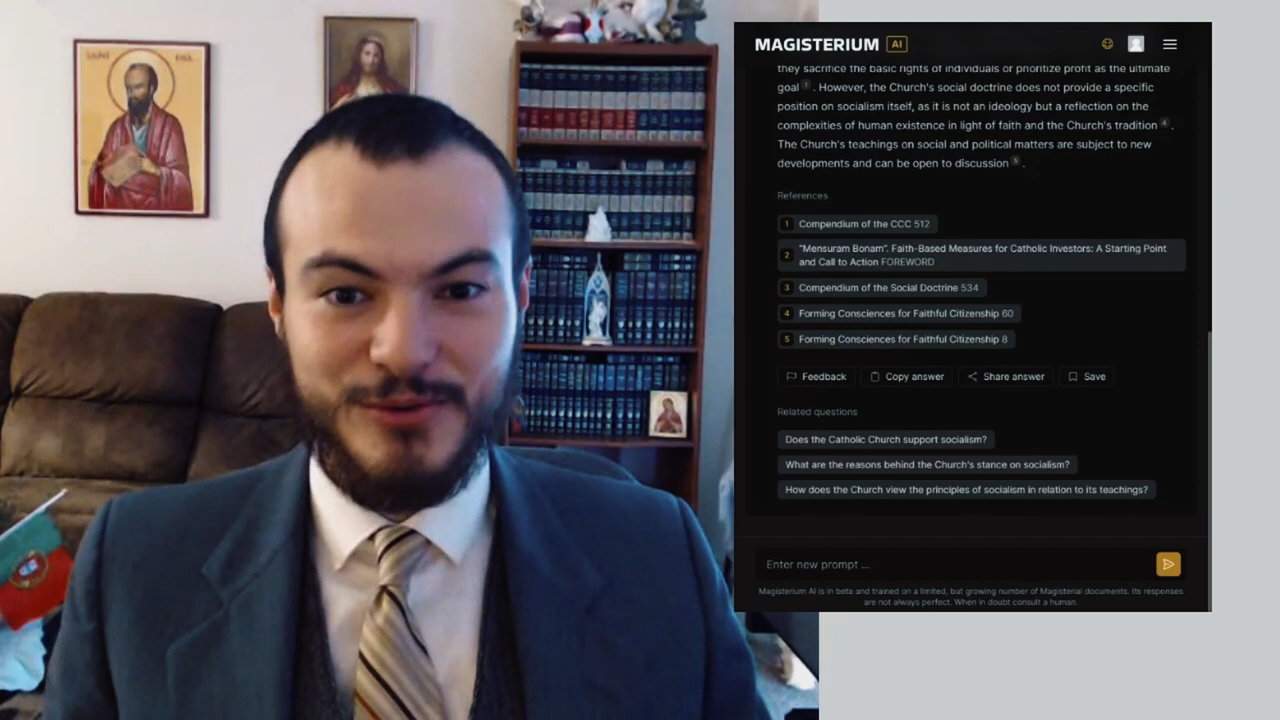 SAINT
MAGISTERIUM AI
they sacrifice the basic rights of individuals or prioritize profit as the ultimate
goal 1 . However, the Church's social doctrine does not provide a specific
position on socialism itself, as it is not an ideology but a reflection on the
complexities of human existence in light of faith and the Church's tradition 4 .
The Church's teachings on social and political matters are subject to new
developments and can be open to discussion 5 .
References
1 Compendium of the CCC 512
2 "Mensuram Bonam". Faith-Based Measures for Catholic Investors: A Starting Point
and Call to Action FOREWORD
3 Compendium of the Social Doctrine 534
4 Forming Consciences for Faithful Citizenship 60
5 Forming Consciences for Faithful Citizenship 8
Feedback Copy answer Share answer Save
Related questions
Does the Catholic Church support socialism?
What are the reasons behind the Church's stance on socialism?
How does the Church view the principles of socialism in relation to its teachings?
Enter new prompt ...
Magisterium AI is in beta and trained on a limited, but growing number of Magisterial documents. Its responses
are not always perfect. When in doubt consult a human.